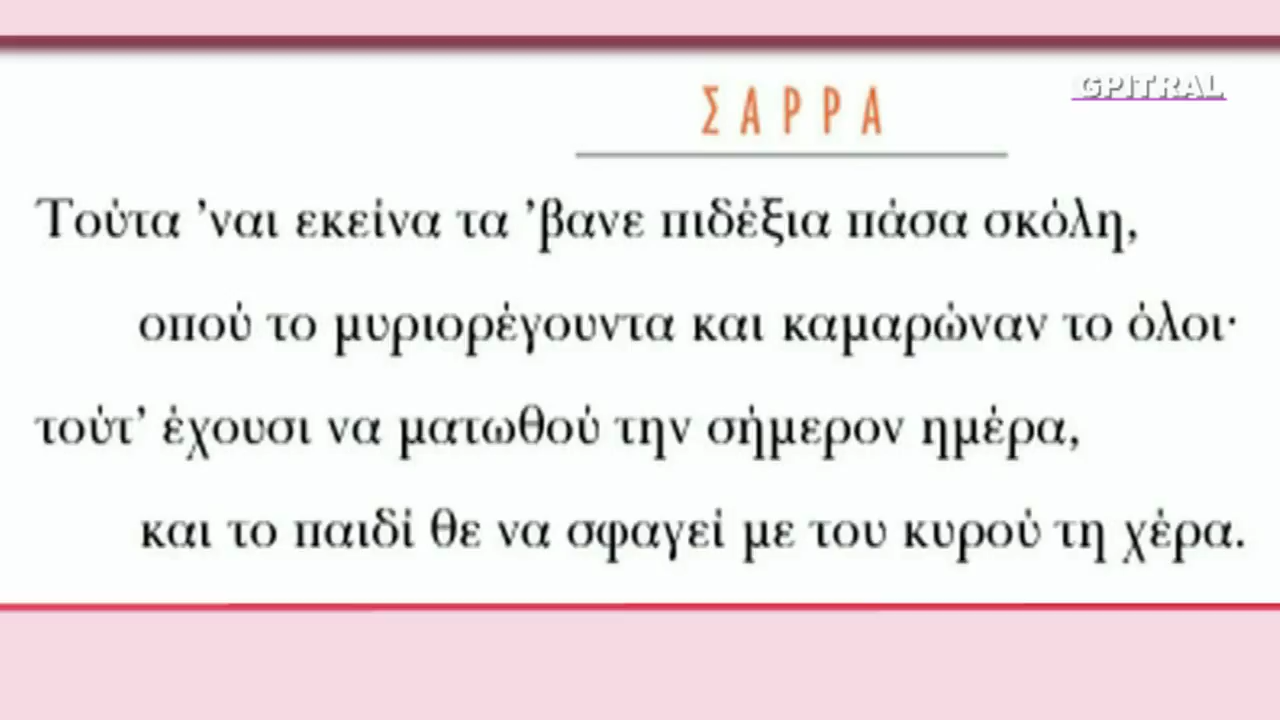 GPITRAL
ΣΑΡΡΑ
Τούτα ’ναι εκείνα τα ’βανε πιδέξια πάσα σκόλη,
οπού το μυριορέγουντα και καμαρώναν το όλοι·
τούτ’ έχουσι να ματωθού την σήμερον ημέρα,
και το παιδί θε να σφαγεί με του κυρού τη χέρα.